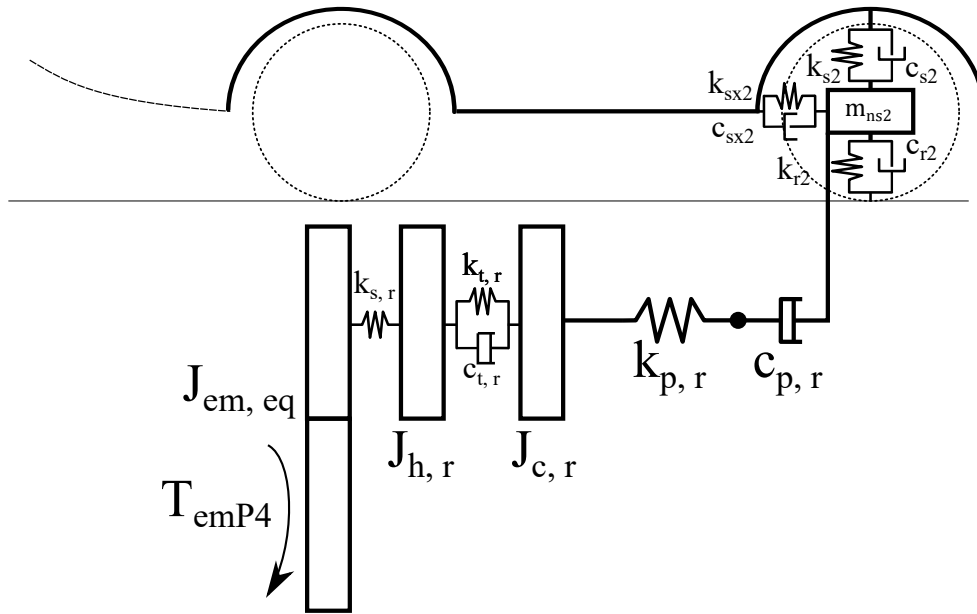 k_s2
c_s2
k_sx2
m_ns2
c_sx2
c_r2
k_r2
k_s, r
k_t, r
c_t, r
k_p, r
c_p, r
J_em, eq
J_h, r
J_c, r
T_emP4